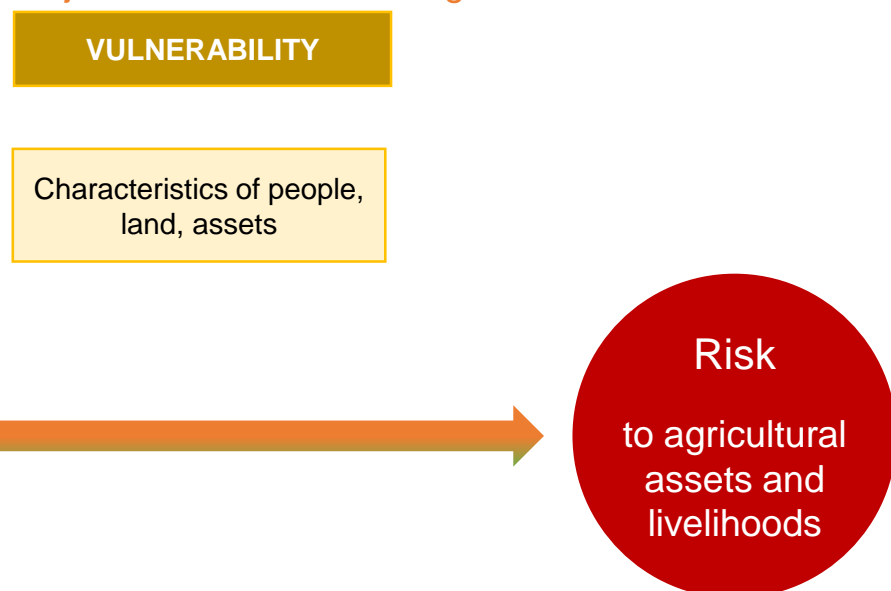 VULNERABILITY
Characteristics of people,
land, assets
Risk
to agricultural
assets and
livelihoods